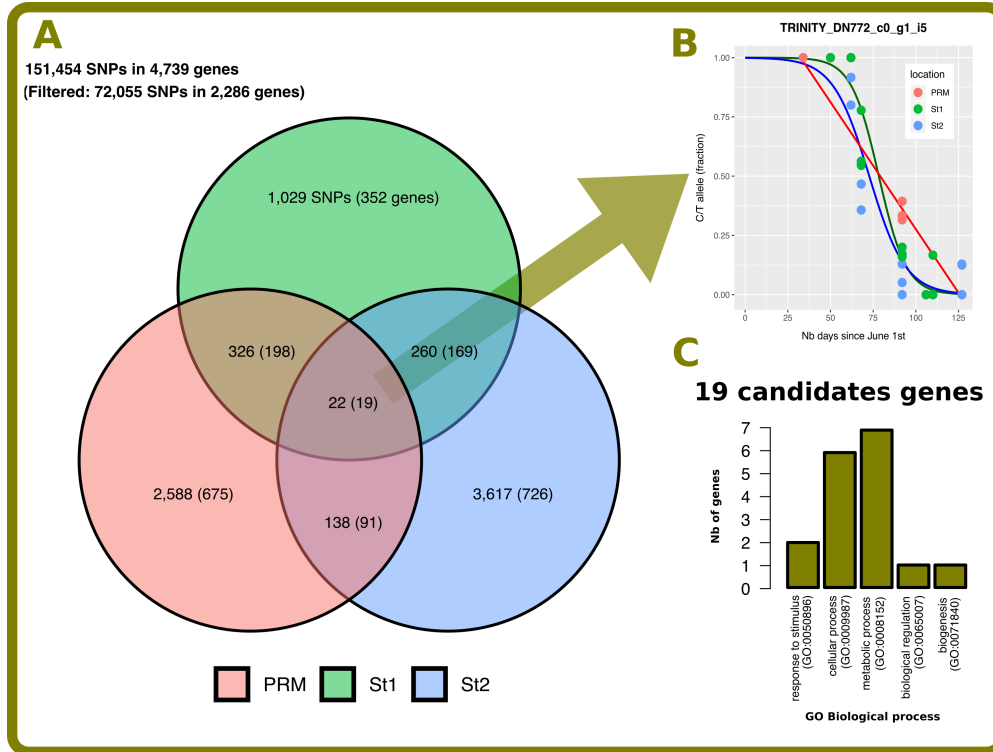 A
151,454 SNPs in 4,739 genes
(Filtered: 72,055 SNPs in 2,286 genes)
1,029 SNPs (352 genes)
326 (198)
260 (169)
22 (19)
2,588 (675)
3,617 (726)
138 (91)
PRM
St1
St2
B
TRINITY_DN772_c0_g1_i5
C/T allele (fraction)
1.00
0.75
0.50
0.25
0.00
location
PRM
St1
St2
0 25 50 75 100 125
Nb days since June 1st
C
19 candidates genes
Nb of genes
7
6
5
4
3
2
1
0
response to stimulus
(GO:0050896)
cellular process
(GO:0009987)
metabolic process
(GO:0008152)
biological regulation
(GO:0065007)
biogenesis
(GO:0071840)
GO Biological process